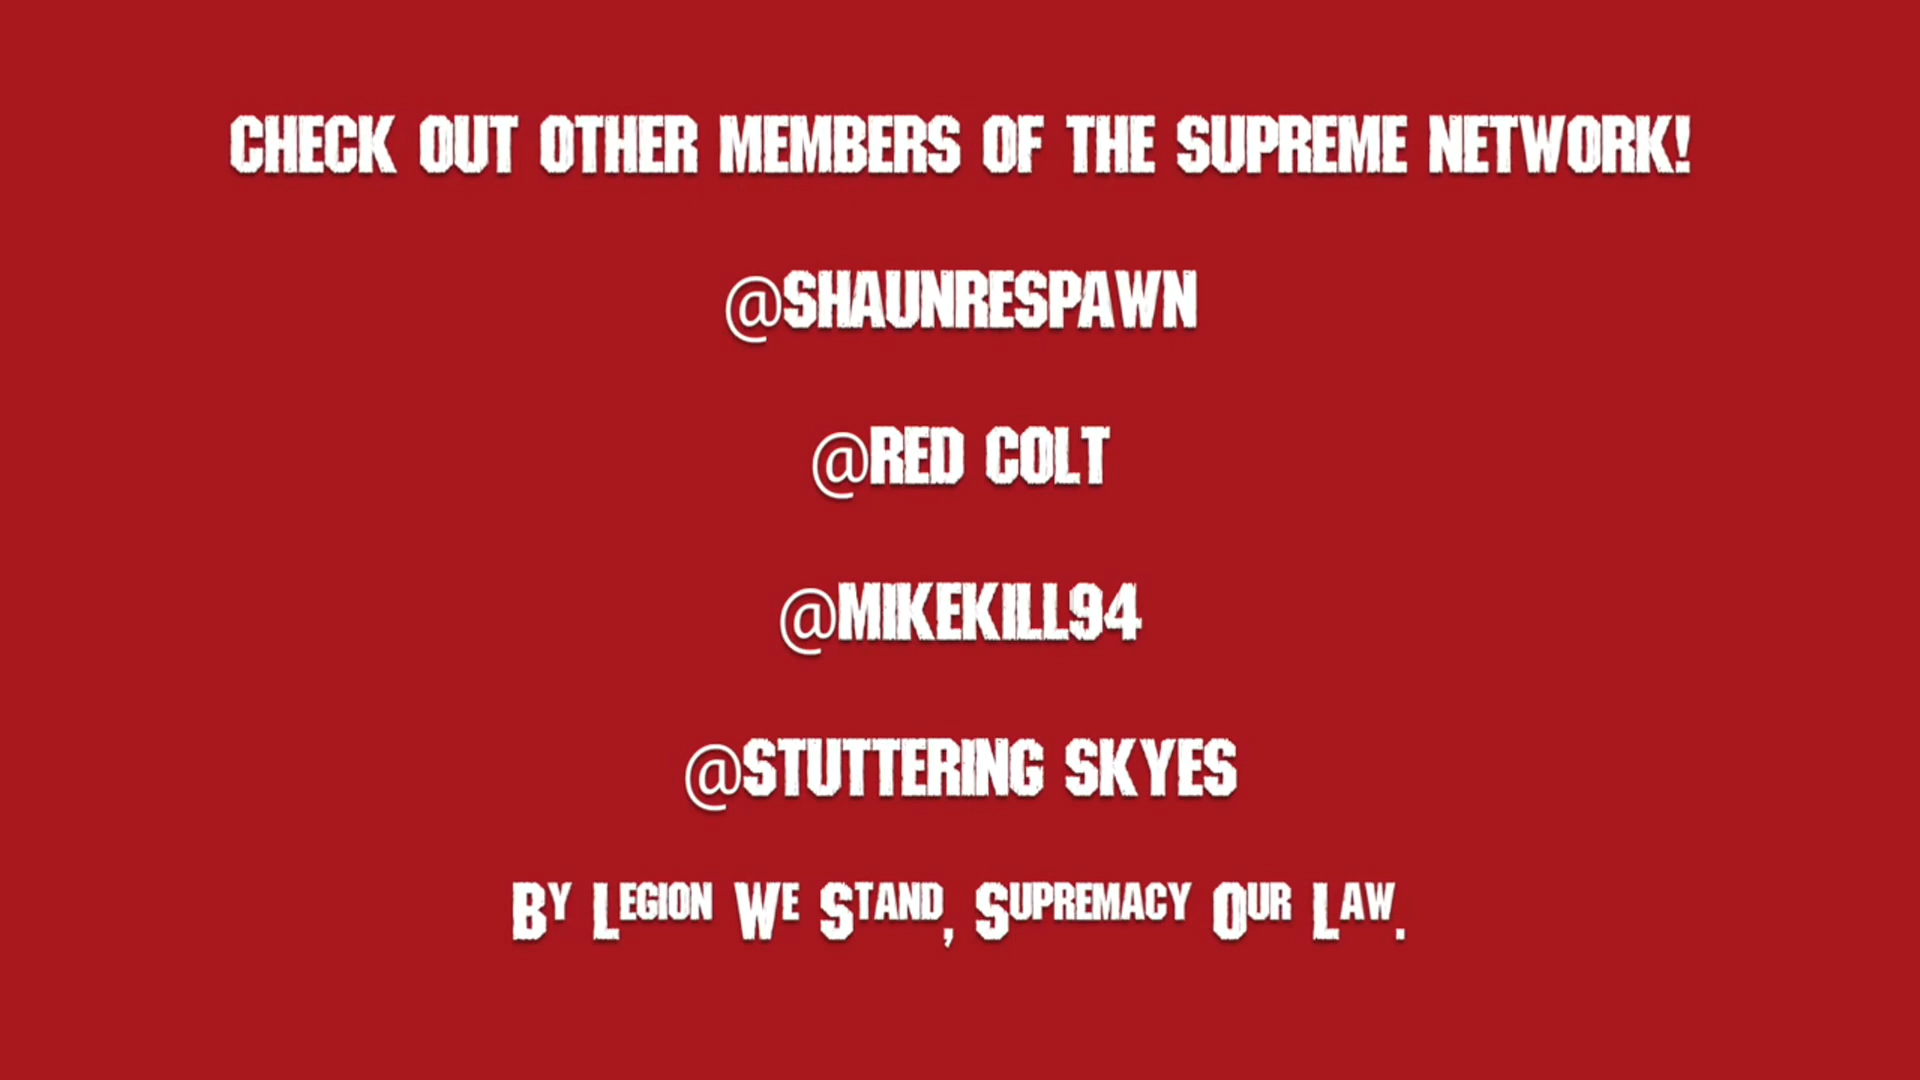 CHECK OUT OTHER MEMBERS OF THE SUPREME NETWORK!
@SHAUNRESPAWN
@RED COLT
@MIKEKILL94
@STUTTERING SKYES
By Legion We Stand, Supremacy Our Law.